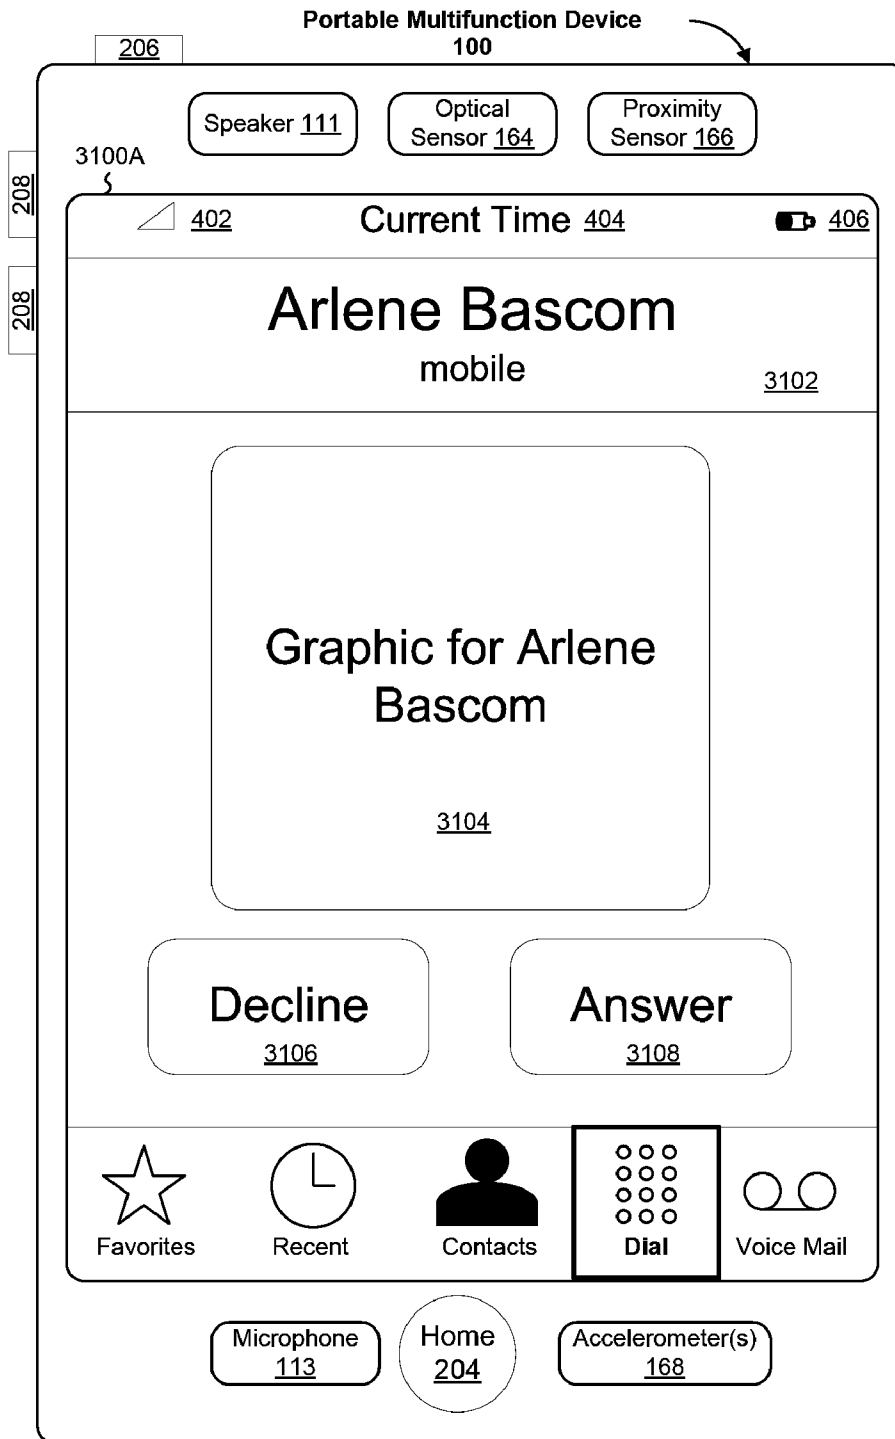 Portable Multifunction Device
100
206
Speaker 111
Optical
Sensor 164
Proximity
Sensor 166
3100A
208
208
402
Current Time 404
406
Arlene Bascom
mobile
3102
Graphic for Arlene
Bascom
3104
Decline
3106
Answer
3108
Favorites
Recent
Contacts
Dial
Voice Mail
Microphone
113
Home
204
Accelerometer(s)
168